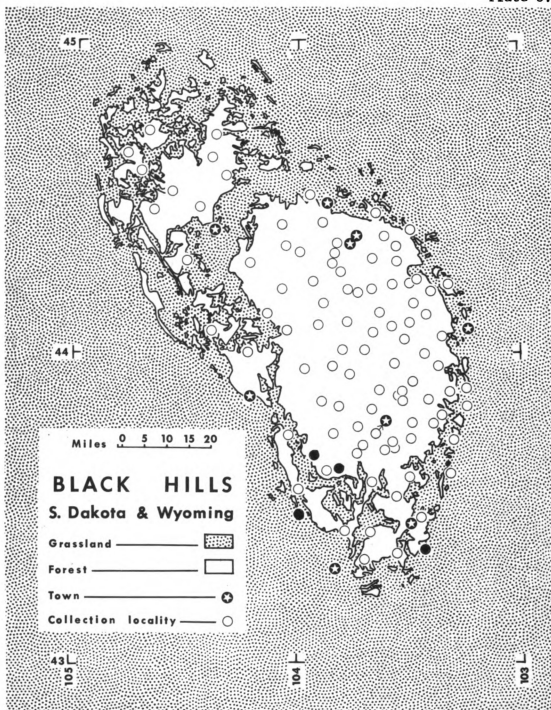 45
Miles 0 5 10 15 20
BLACK HILLS
S. Dakota & Wyoming
Grassland
Forest
Town
Collection locality
44
43
105
104
103